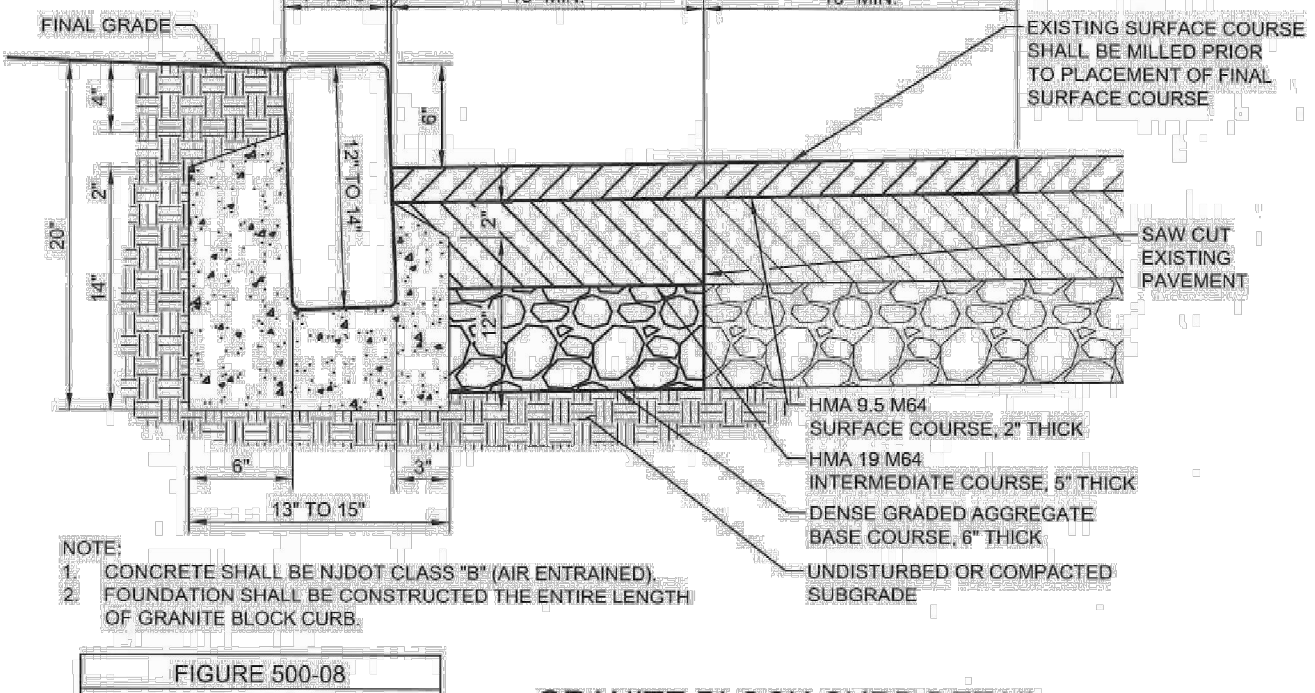 FINAL GRADE
EXISTING SURFACE COURSE
SHALL BE MILLED PRIOR
TO PLACEMENT OF FINAL
SURFACE COURSE
4"
6"
12" TO 14"
2"
20"
2"
14"
12"
SAW CUT
EXISTING
PAVEMENT
HMA 9.5 M64
SURFACE COURSE, 2" THICK
HMA 19 M64
INTERMEDIATE COURSE, 5" THICK
DENSE GRADED AGGREGATE
BASE COURSE, 6" THICK
UNDISTURBED OR COMPACTED
SUBGRADE
6"
3"
13" TO 15"
NOTE:
1. CONCRETE SHALL BE NJDOT CLASS "B" (AIR ENTRAINED).
2. FOUNDATION SHALL BE CONSTRUCTED THE ENTIRE LENGTH
OF GRANITE BLOCK CURB.
FIGURE 500-08